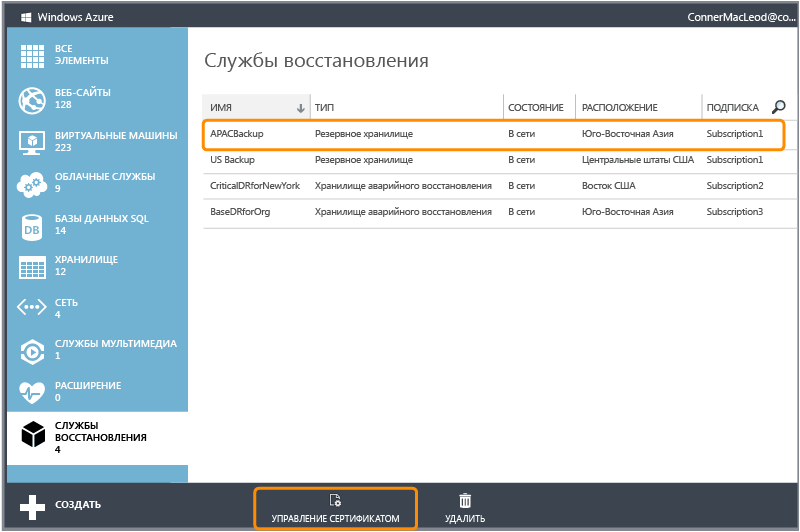 Windows Azure
ConnerMacLeod@co...
ВСЕ
ЭЛЕМЕНТЫ
ВЕБ-САЙТЫ
128
ВИРТУАЛЬНЫЕ МАШИНЫ
223
ОБЛАЧНЫЕ СЛУЖБЫ
9
DB
БАЗЫ ДАННЫХ SQL
14
ХРАНИЛИЩЕ
12
СЕТЬ
4
СЛУЖБЫ МУЛЬТИМЕДИА
1
РАСШИРЕНИЕ
0
СЛУЖБЫ
ВОССТАНОВЛЕНИЯ
4
Службы восстановления
ИМЯ ТИП СОСТОЯНИЕ РАСПОЛОЖЕНИЕ ПОДПИСКА
APACBackup Резервное хранилище В сети Юго-Восточная Азия Subscription1
US Backup Резервное хранилище В сети Центральные штаты США Subscription1
CriticalDRforNewYork Хранилище аварийного восстановления В сети Восток США Subscription2
BaseDRforOrg Хранилище аварийного восстановления В сети Юго-Восточная Азия Subscription3
СОЗДАТЬ
УПРАВЛЕНИЕ СЕРТИФИКАТОМ
УДАЛИТЬ